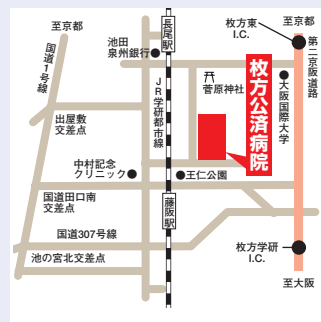 至京都
国道1号線
池田
泉州銀行
長尾駅
JR学研都市線
枚方東
I.C.
至京都
第二京阪道路
菅原神社
枚方公済病院
大阪国際大学
出屋敷
交差点
中村記念
クリニック
王仁公園
国道田口南
交差点
藤阪駅
国道307号線
池の宮北交差点
枚方学研
I.C.
至大阪